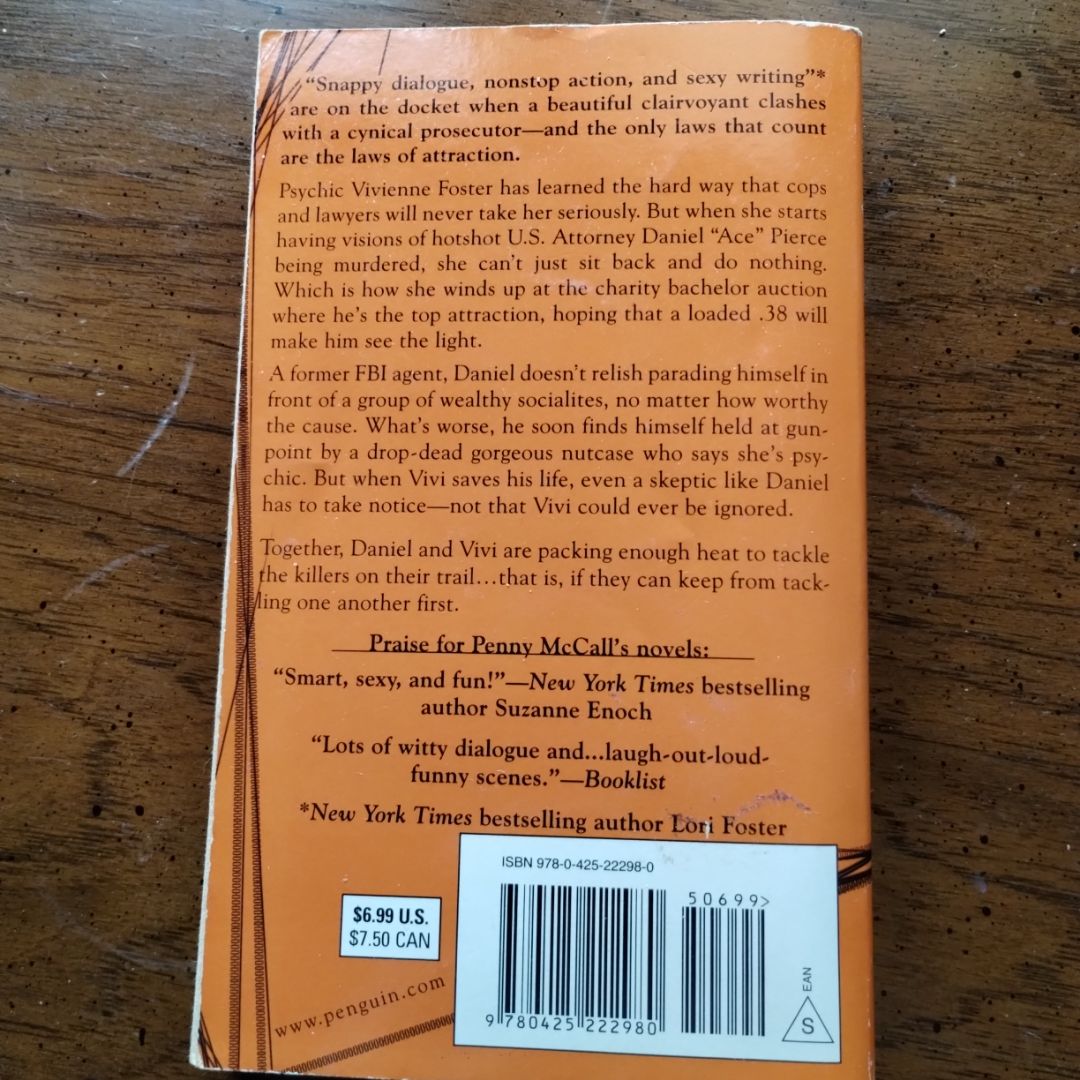 “Snappy dialogue, nonstop action, and sexy writing”*
are on the docket when a beautiful clairvoyant clashes
with a cynical prosecutor—and the only laws that count
are the laws of attraction.
Psychic Vivienne Foster has learned the hard way that cops
and lawyers will never take her seriously. But when she starts
having visions of hotshot U.S. Attorney Daniel “Ace” Pierce
being murdered, she can’t just sit back and do nothing.
Which is how she winds up at the charity bachelor auction
where he’s the top attraction, hoping that a loaded .38 will
make him see the light.
A former FBI agent, Daniel doesn’t relish parading himself in
front of a group of wealthy socialites, no matter how worthy
the cause. What’s worse, he soon finds himself held at gun-
point by a drop-dead gorgeous nutcase who says she’s psy-
chic. But when Vivi saves his life, even a skeptic like Daniel
has to take notice—not that Vivi could ever be ignored.
Together, Daniel and Vivi are packing enough heat to tackle
the killers on their trail...that is, if they can keep from tack-
ling one another first.
Praise for Penny McCall’s novels:
“Smart, sexy, and fun!”—New York Times bestselling
author Suzanne Enoch
“Lots of witty dialogue and...laugh-out-loud-
funny scenes.”—Booklist
*New York Times bestselling author Lori Foster
ISBN 978-0-425-22298-0
50699>
$6.99 U.S.
$7.50 CAN
EAN
S
9 780425 222980
www.penguin.com